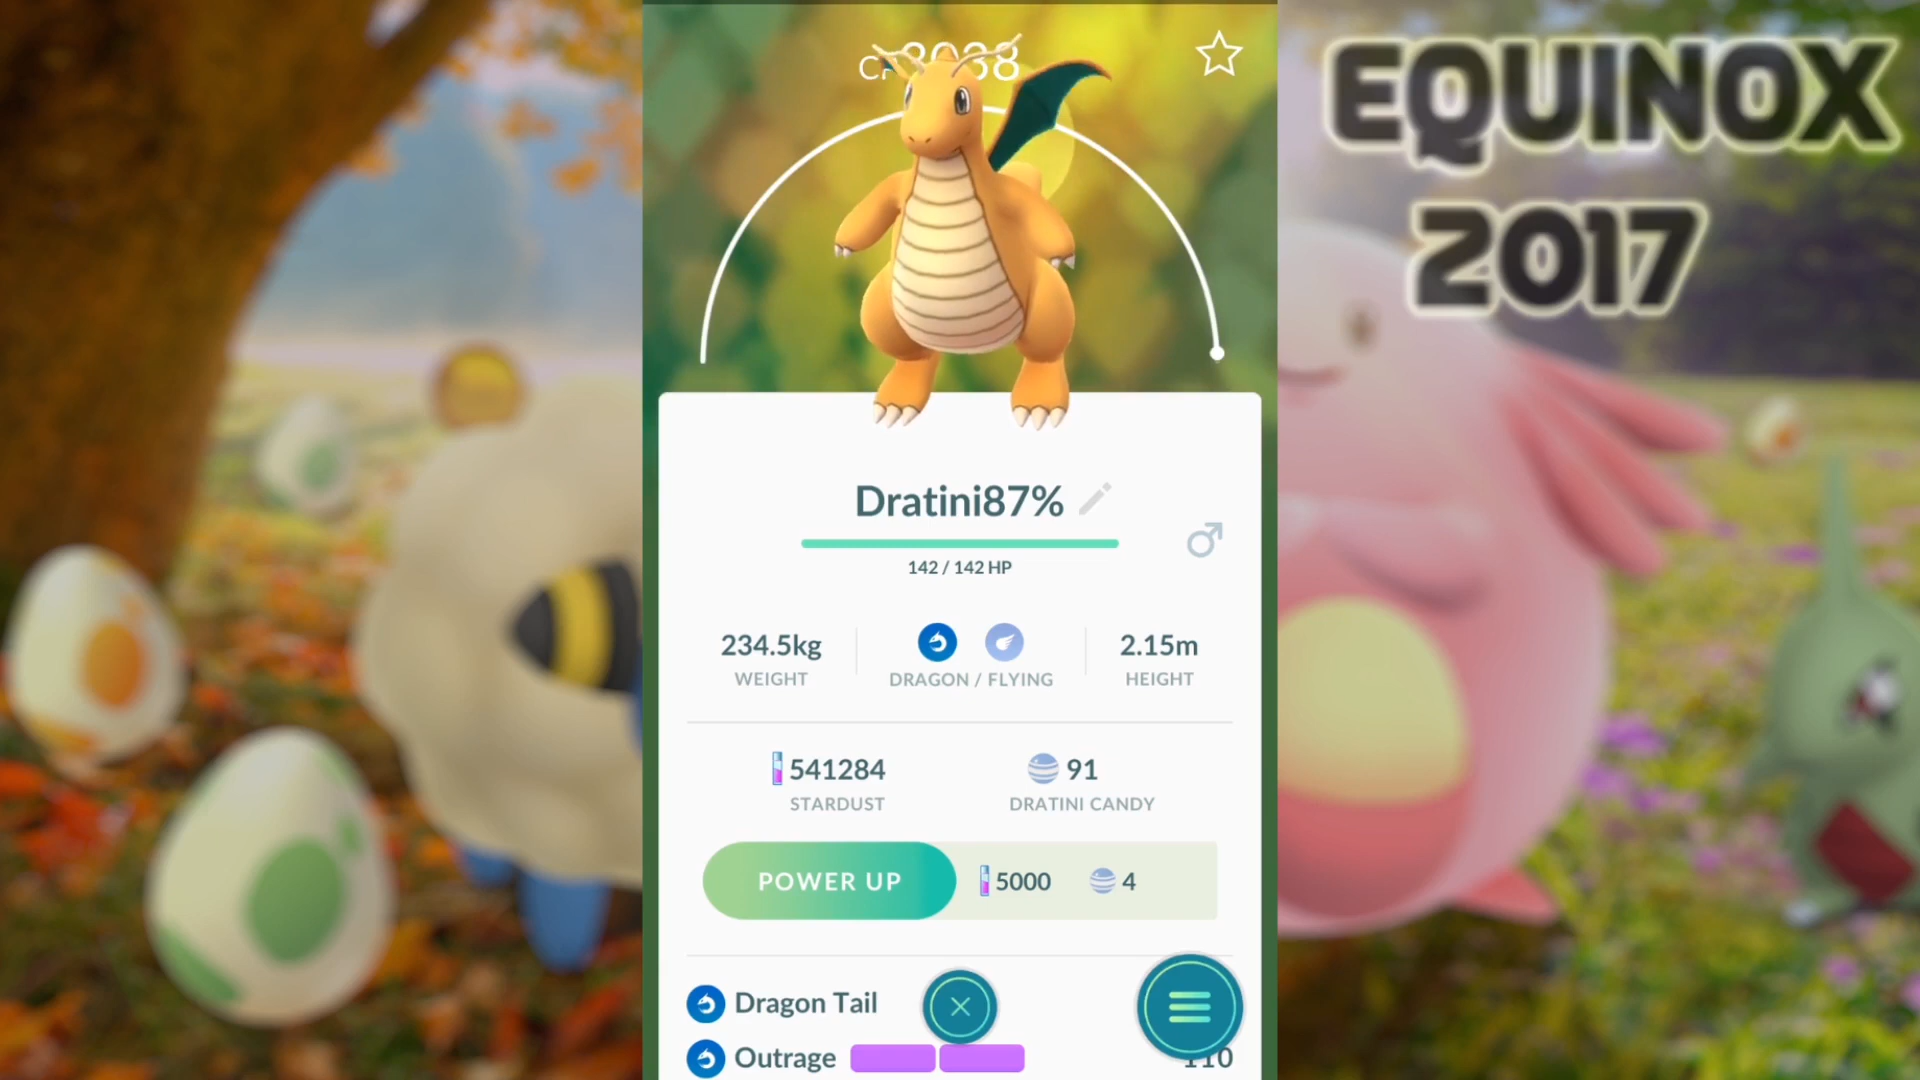 EQUINOX
2017
Dratini87%
142 / 142 HP
234.5kg
WEIGHT
DRAGON / FLYING
2.15m
HEIGHT
541284
STARDUST
91
DRATINI CANDY
POWER UP
5000
4
Dragon Tail
Outrage
110